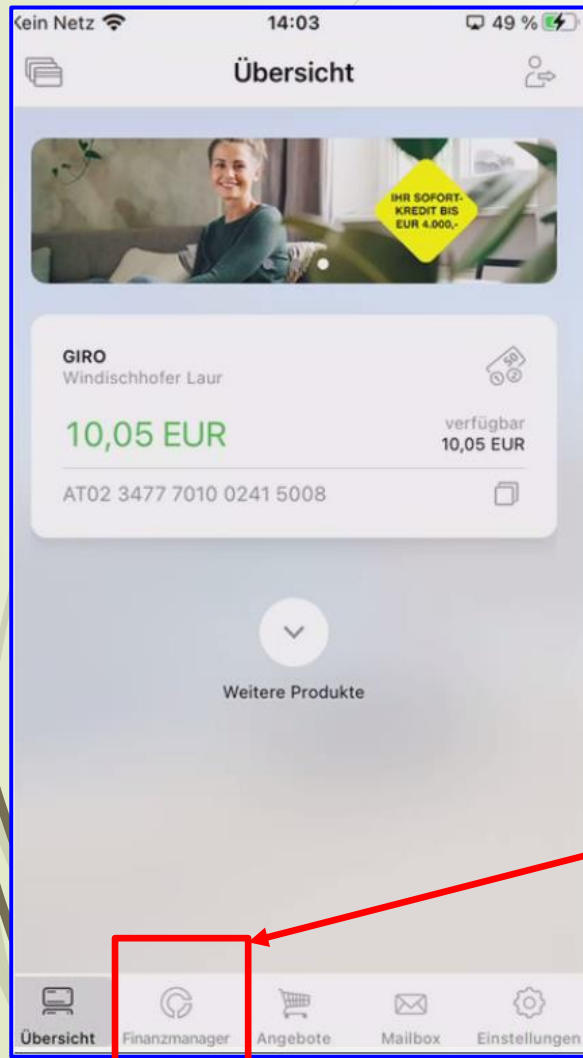 Kein Netz 14:03 49 %
Übersicht
IHR SOFORT-
KREDIT BIS
EUR 4.000,-
GIRO
Windischhofer Laur
10,05 EUR
verfügbar
10,05 EUR
AT02 3477 7010 0241 5008
Weitere Produkte
Übersicht Finanzmanager Angebote Mailbox Einstellungen